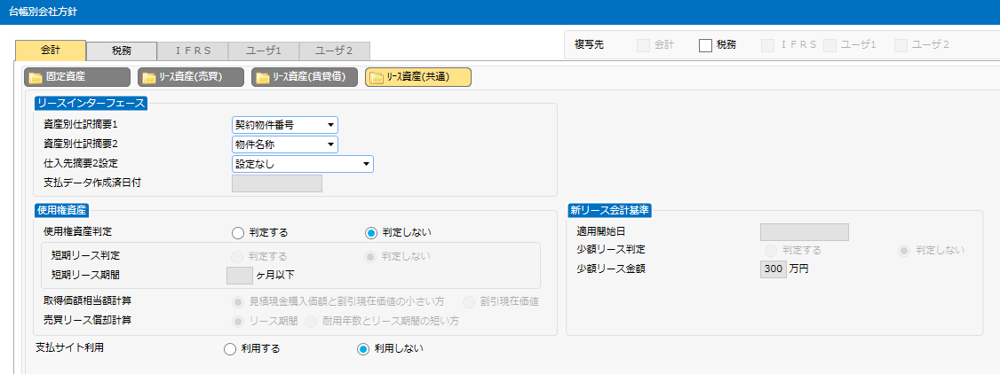 台帳別会社方針
複写先 会計 税務 ＩＦＲＳ ユーザ1 ユーザ２
会計 税務 ＩＦＲＳ ユーザ1 ユーザ２
固定資産 ﾘｰｽ資産(売買) ﾘｰｽ資産(賃貸借) ﾘｰｽ資産(共通)
リースインターフェース
資産別仕訳摘要1 契約物件番号
資産別仕訳摘要2 物件名称
仕入先摘要2設定 設定なし
支払データ作成済日付
使用権資産
使用権資産判定 判定する 判定しない
短期リース判定 判定する 判定しない
短期リース期間 ヶ月以下
取得価額相当額計算 見積現金購入価額と割引現在価値の小さい方 割引現在価値
売買リース償却計算 リース期間 耐用年数とリース期間の短い方
新リース会計基準
適用開始日
少額リース判定 判定する 判定しない
少額リース金額 300 万円
支払サイト利用 利用する 利用しない